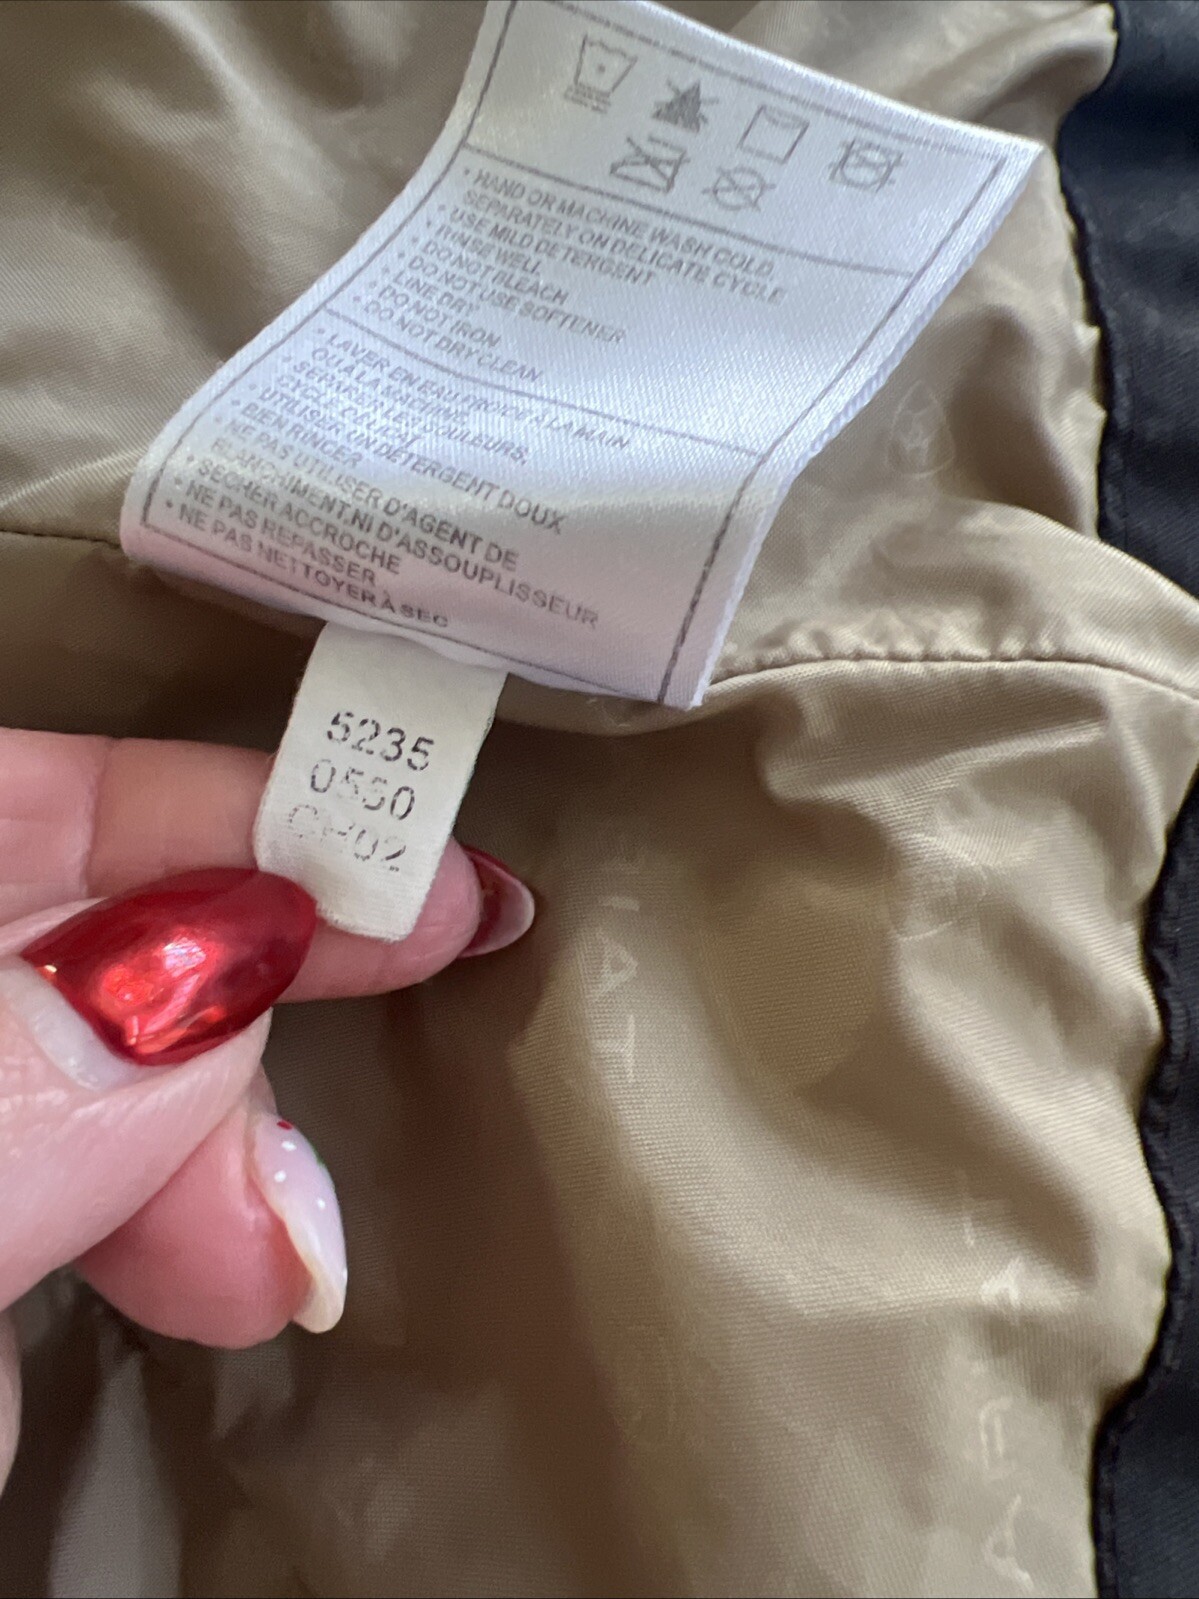 • HAND OR MACHINE WASH COLD,
SEPARATELY ON DELICATE CYCLE
• USE MILD DETERGENT
• RINSE WELL
• DO NOT BLEACH
• DO NOT USE SOFTENER
• LINE DRY
• DO NOT IRON
• DO NOT DRY CLEAN
• LAVER EN EAU FROIDE À LA MAIN
OU À LA MACHINE.
SÉPARER LES COULEURS.
CYCLE DÉLICAT
• UTILISER UN DÉTERGENT DOUX
• BIEN RINCER
• NE PAS UTILISER D'AGENT DE
BLANCHIMENT, NI D'ASSOUPLISSEUR
• SÉCHER ACCROCHÉ
• NE PAS REPASSER
• NE PAS NETTOYER À SEC
5235
0550
02